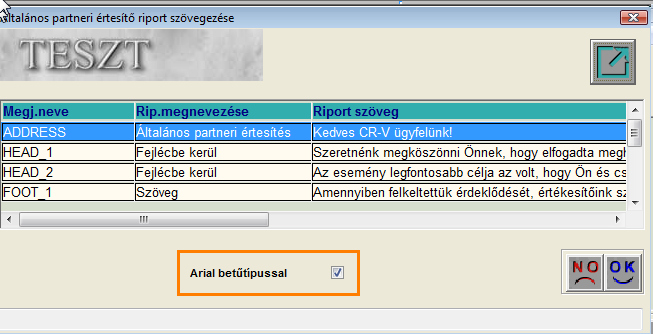 Általános partneri értesítő riport szövegezése
TESZT
Megj.neve Rip.megnevezése Riport szöveg
ADDRESS Általános partneri értesítés Kedves CR-V ügyfelünk!
HEAD_1 Fejlécbe kerül Szeretnénk megköszönni Önnek, hogy elfogadta
HEAD_2 Fejlécbe kerül Az esemény legfontosabb célja az volt, hogy Ön és
FOOT_1 Szöveg Amennyiben felkeltettük érdeklődését, értékesítőink
Arial betűtípussal
NO OK